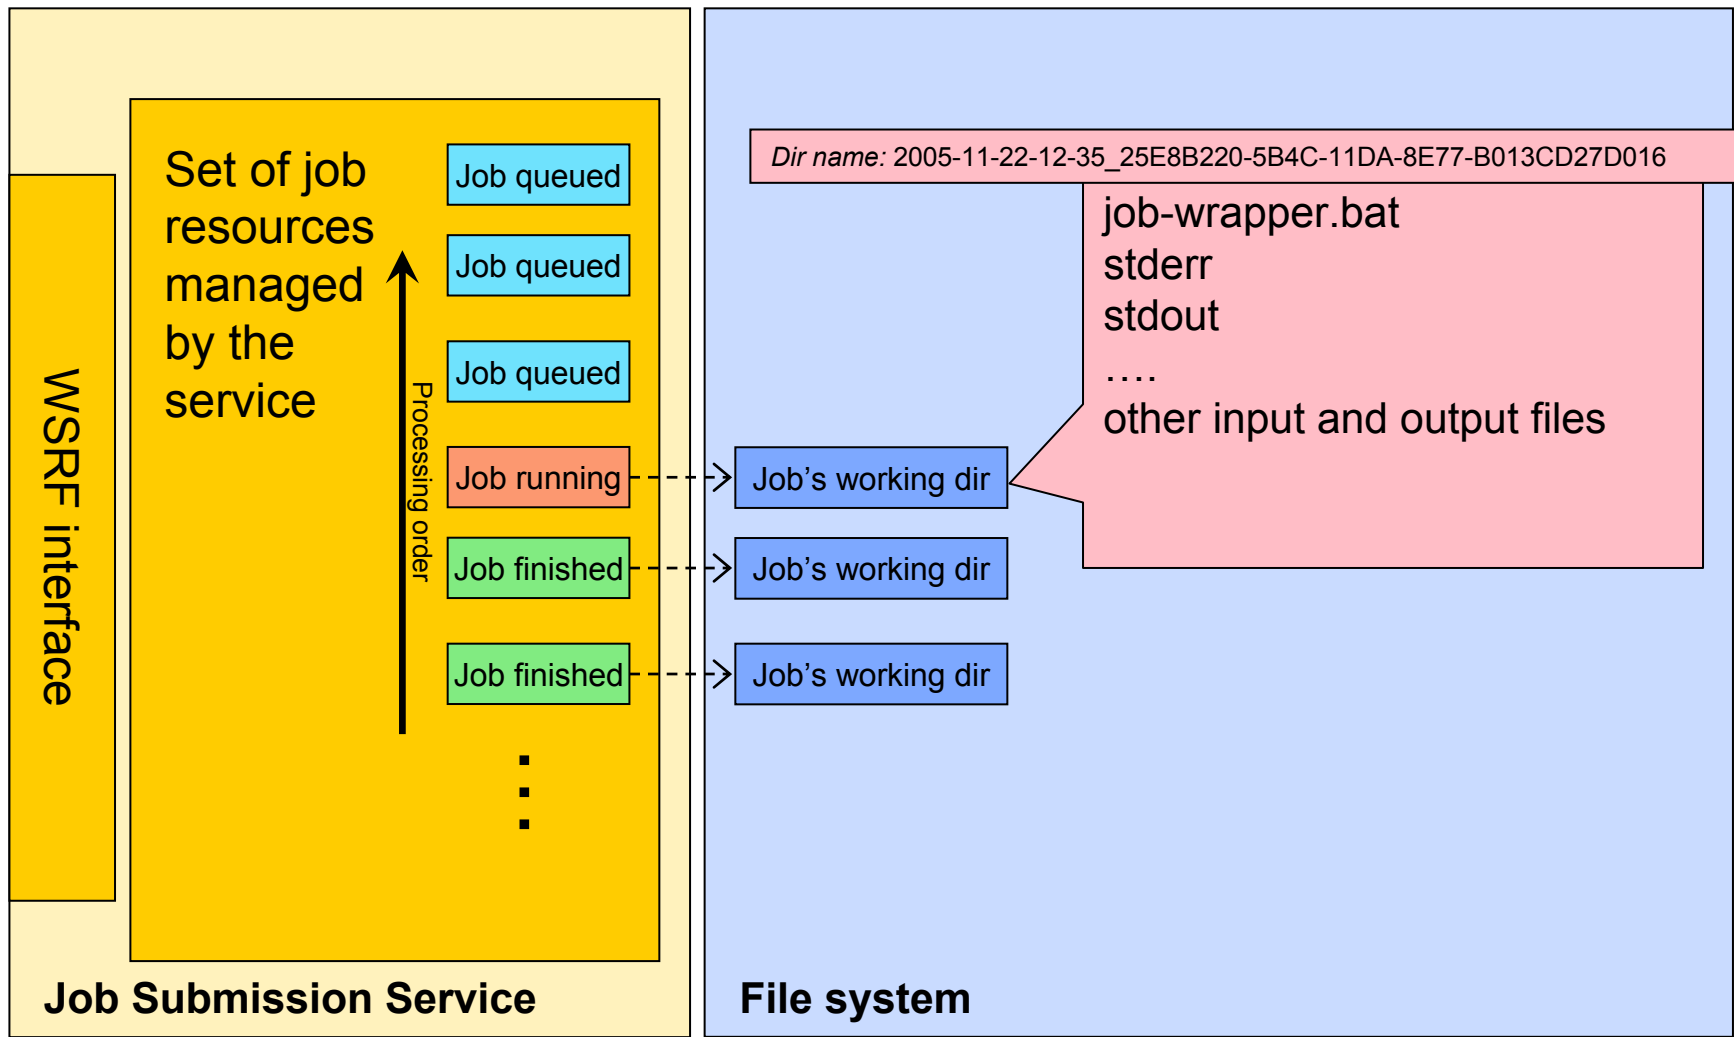 WSRF interface
Set of job
resources
managed
by the
service
Processing order
Job queued
Job queued
Job queued
Job running
Job finished
Job finished
Job Submission Service
Dir name: 2005-11-22-12-35_25E8B220-5B4C-11DA-8E77-B013CD27D016
job-wrapper.bat
stderr
stdout
….
other input and output files
Job’s working dir
Job’s working dir
Job’s working dir
File system